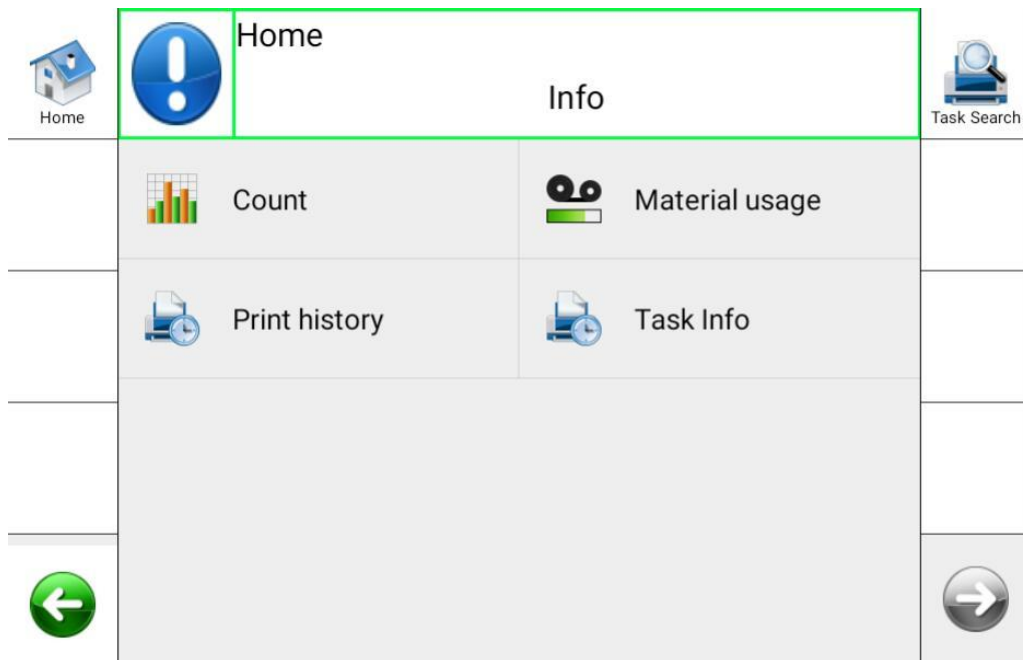 Home
Info
Home
Task Search
Count
Material usage
Print history
Task Info